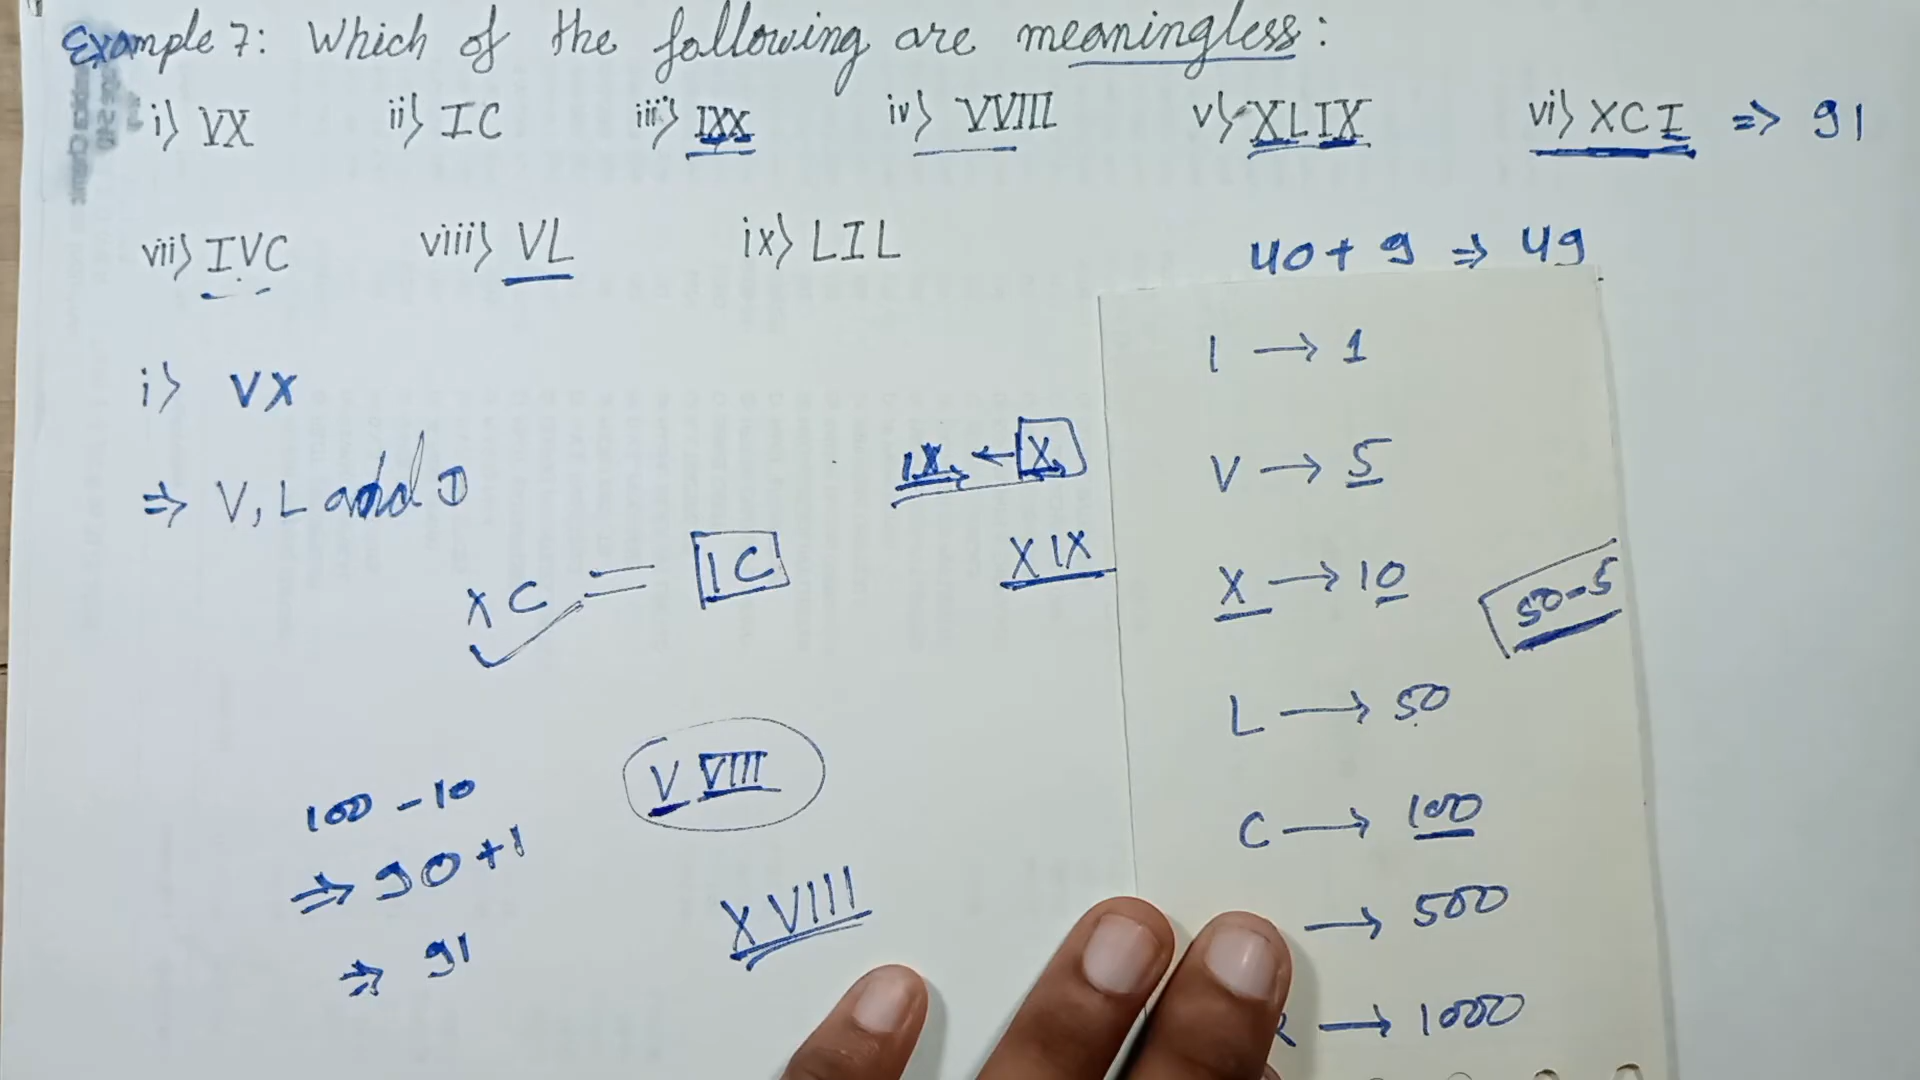 Example 7: Which of the following are meaningless:
i) VX ii) IC iii) IXX iv) VVIII v) XLIX vi) XCI ⇒ 91
vii) IVC viii) VL ix) LIL
40 + 9 ⇒ 49
i) VX
⇒ V, L and D
XC = IC
IX ← X
XIX
V VIII
XVIII
100 - 10
⇒ 90 + 1
⇒ 91
I → 1
V → 5
X → 10
50-5
L → 50
C → 100
→ 500
→ 1000